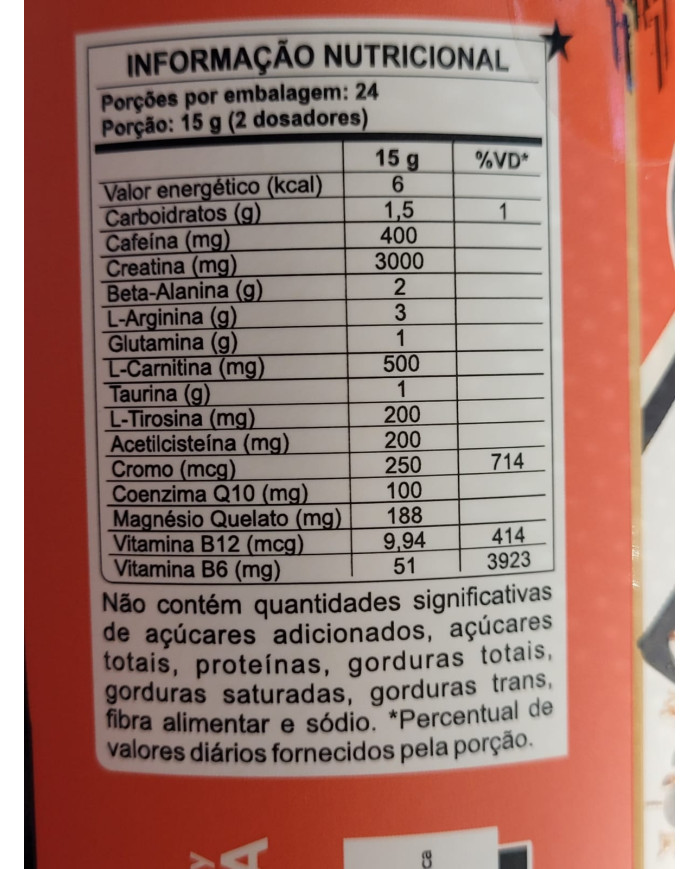 INFORMAÇÃO NUTRICIONAL
Porções por embalagem: 24
Porção: 15 g (2 dosadores)
15 g %VD*
Valor energético (kcal) 6
Carboidratos (g) 1,5 1
Cafeína (mg) 400
Creatina (mg) 3000
Beta-Alanina (g) 2
L-Arginina (g) 3
Glutamina (g) 1
L-Carnitina (mg) 500
Taurina (g) 1
L-Tirosina (mg) 200
Acetilcisteína (mg) 200
Cromo (mcg) 250 714
Coenzima Q10 (mg) 100
Magnésio Quelato (mg) 188
Vitamina B12 (mcg) 9,94 414
Vitamina B6 (mg) 51 3923
Não contém quantidades significativas
de açúcares adicionados, açúcares
totais, proteínas, gorduras totais,
gorduras saturadas, gorduras trans,
fibra alimentar e sódio. *Percentual de
valores diários fornecidos pela porção.